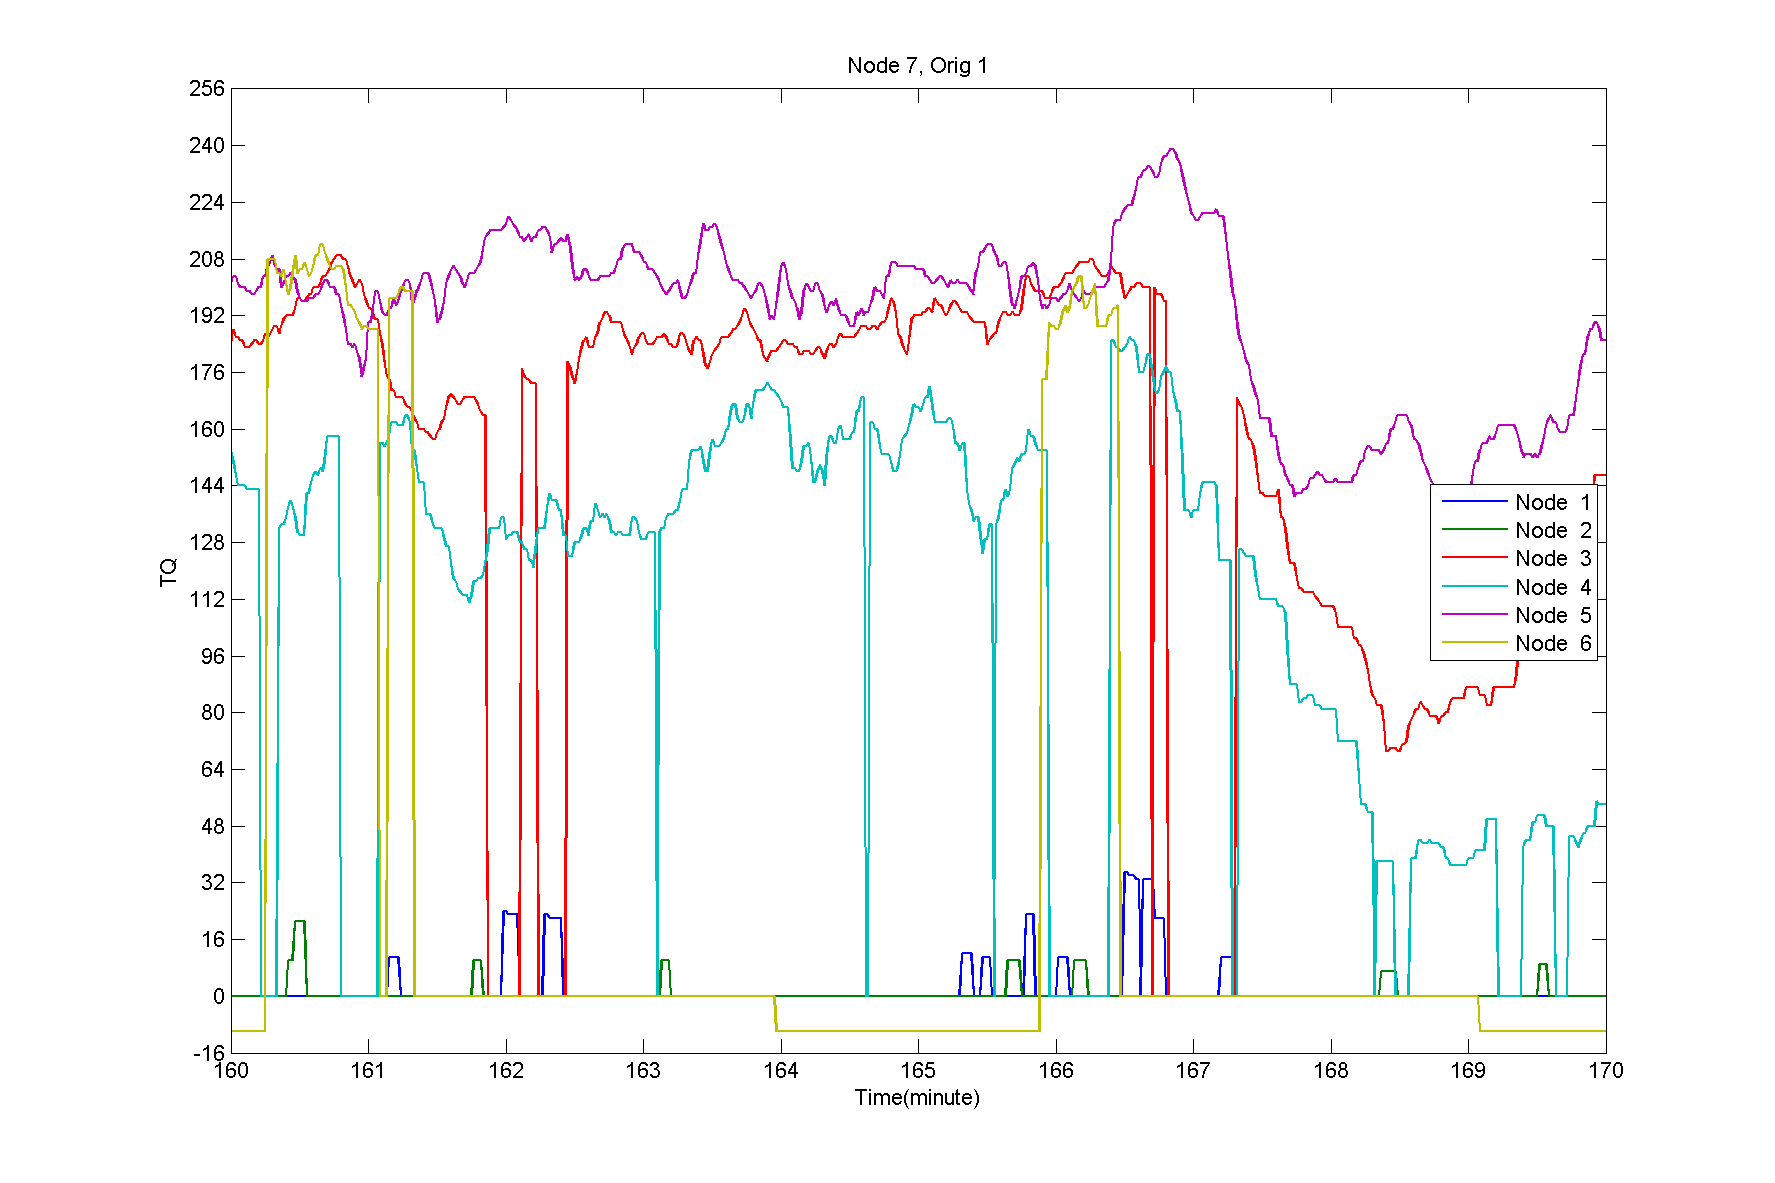 Node 7, Orig 1
256
240
224
208
192
176
160
144
128
112
96
80
64
48
32
16
0
-16
TQ
160 161 162 163 164 165 166 167 168 169 170
Time(minute)
Node 1
Node 2
Node 3
Node 4
Node 5
Node 6